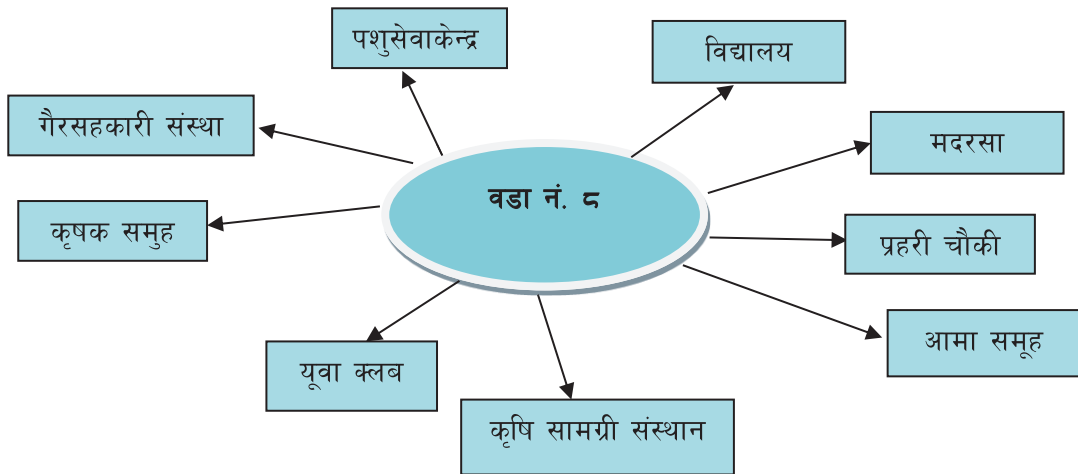 पशुसेवाकेन्द्र
विद्यालय
गैरसहकारी संस्था
मदरसा
वडा नं. ८
कृषक समुह
प्रहरी चौकी
आमा समूह
यूवा क्लब
कृषि सामग्री संस्थान